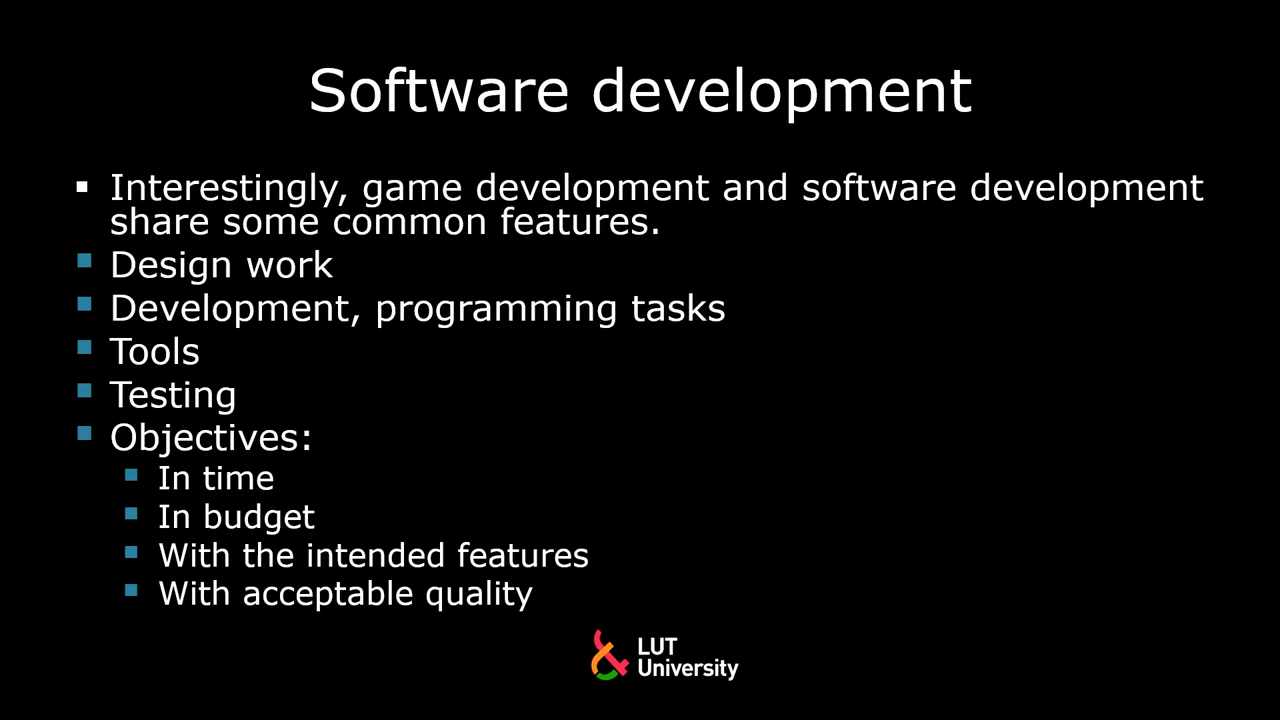 Software development
▪ Interestingly, game development and software development
share some common features.
▪ Design work
▪ Development, programming tasks
▪ Tools
▪ Testing
▪ Objectives:
▪ In time
▪ In budget
▪ With the intended features
▪ With acceptable quality
LUT
University